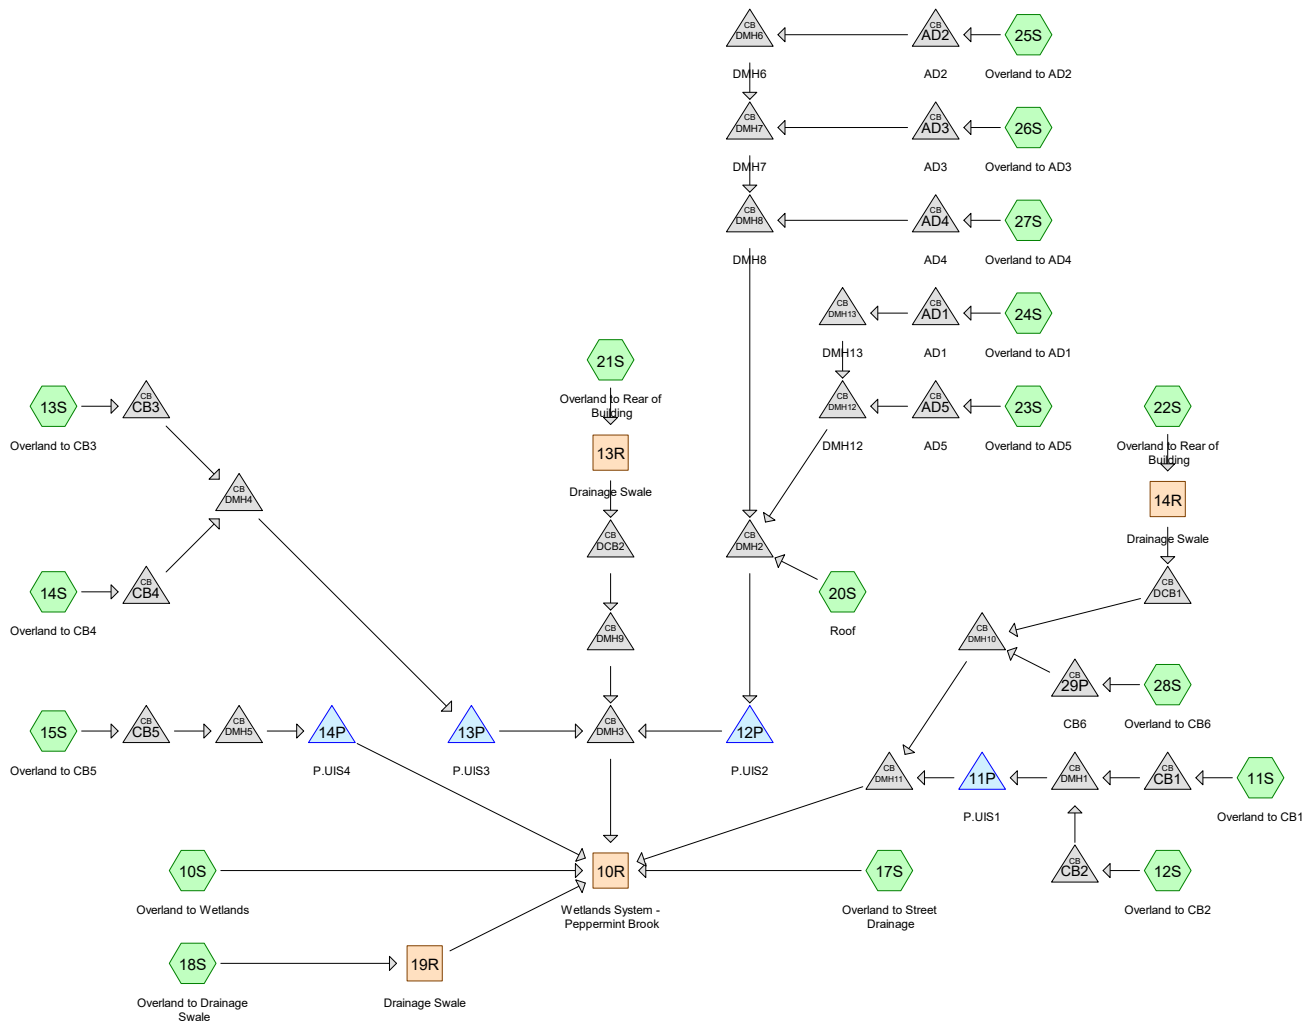 CB
DMH6
DMH6
CB
AD2
AD2
25S
Overland to AD2
CB
DMH7
DMH7
CB
AD3
AD3
26S
Overland to AD3
CB
DMH8
DMH8
CB
AD4
AD4
27S
Overland to AD4
CB
DMH13
DMH13
CB
AD1
AD1
24S
Overland to AD1
21S
Overland to Rear of
Building
13S
Overland to CB3
CB
CB3
CB
DMH12
DMH12
CB
AD5
AD5
23S
Overland to AD5
22S
Overland to Rear of
Building
13R
Drainage Swale
CB
DMH4
14R
Drainage Swale
CB
DCB2
CB
DMH2
14S
Overland to CB4
CB
CB4
20S
Roof
CB
DCB1
CB
DMH9
CB
DMH10
CB
29P
CB6
28S
Overland to CB6
15S
Overland to CB5
CB
CB5
CB
DMH5
14P
P.UIS4
13P
P.UIS3
CB
DMH3
12P
P.UIS2
CB
DMH11
11P
P.UIS1
CB
DMH1
CB
CB1
11S
Overland to CB1
10S
Overland to Wetlands
10R
Wetlands System -
Peppermint Brook
17S
Overland to Street
Drainage
CB
CB2
12S
Overland to CB2
18S
Overland to Drainage
Swale
19R
Drainage Swale